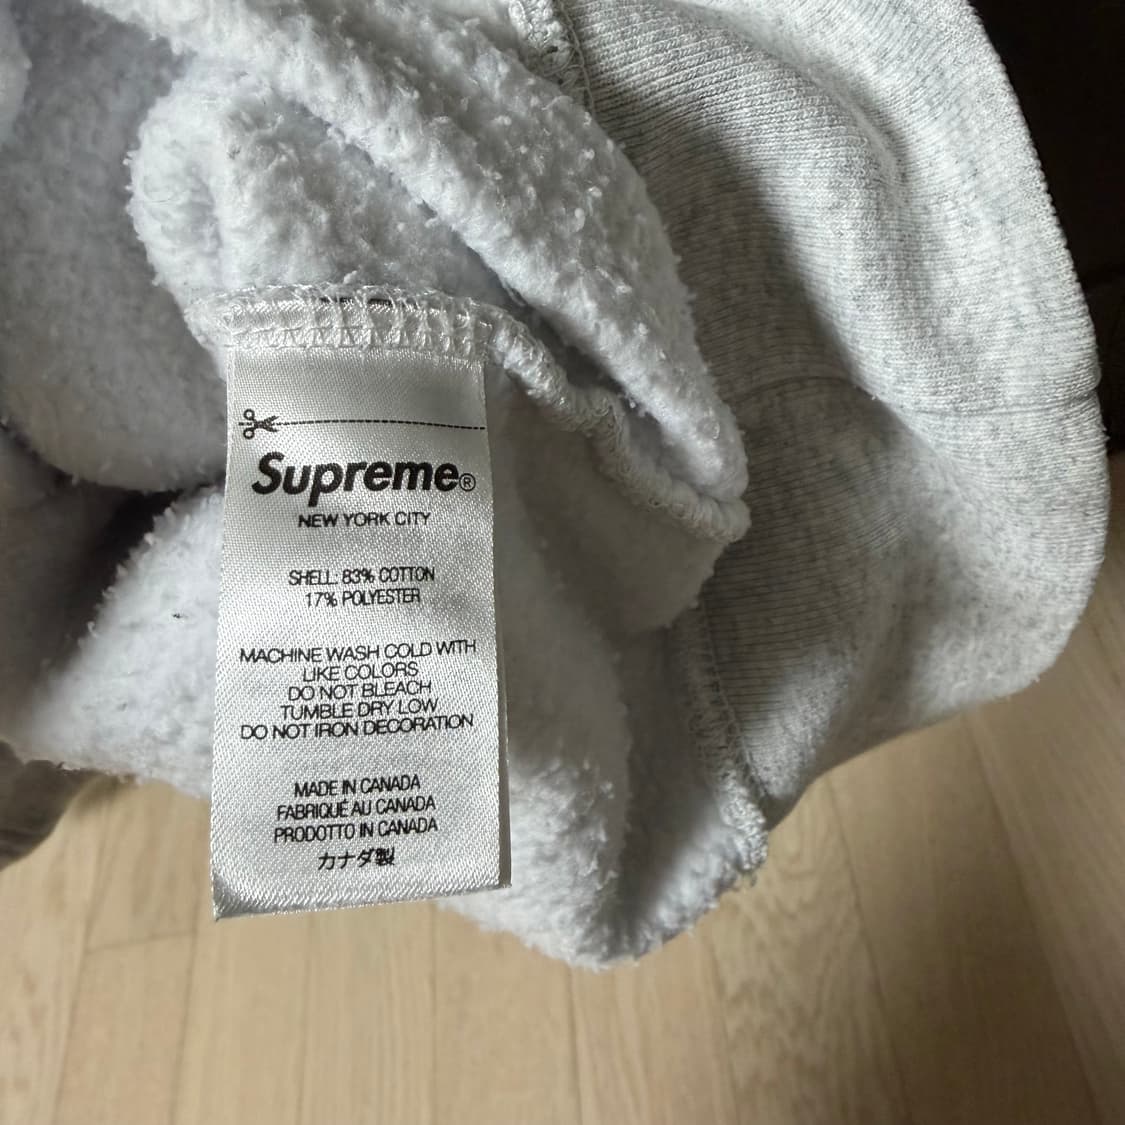 Supreme®
NEW YORK CITY
SHELL: 83% COTTON
17% POLYESTER
MACHINE WASH COLD WITH
LIKE COLORS
DO NOT BLEACH
TUMBLE DRY LOW
DO NOT IRON DECORATION
MADE IN CANADA
FABRIQUÉ AU CANADA
PRODOTTO IN CANADA
カナダ製